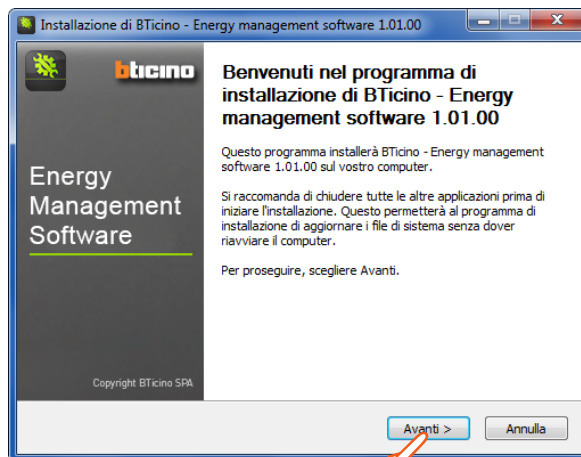 Installazione di BTicino - Energy management software 1.01.00
bticino
Energy
Management
Software
Copyright BTicino SPA
Benvenuti nel programma di
installazione di BTicino - Energy
management software 1.01.00
Questo programma installerà BTicino - Energy management
software 1.01.00 sul vostro computer.
Si raccomanda di chiudere tutte le altre applicazioni prima di
iniziare l'installazione. Questo permetterà al programma di
installazione di aggiornare i file di sistema senza dover
riavviare il computer.
Per proseguire, scegliere Avanti.
Avanti >
Annulla